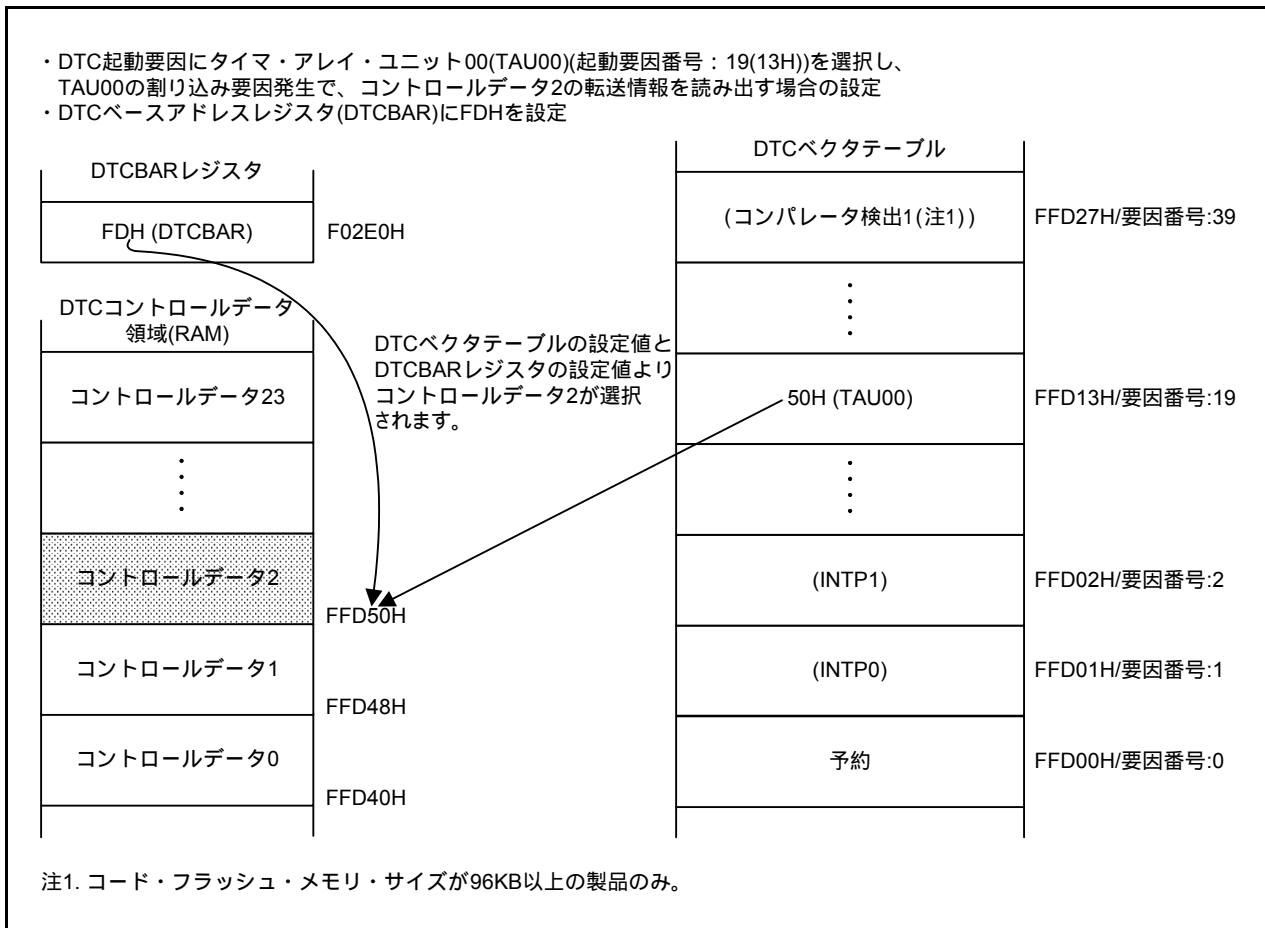 ・DTC起動要因にタイマ・アレイ・ユニット00(TAU00)(起動要因番号：19(13H))を選択し、
TAU00の割り込み要因発生で、コントロールデータ2の転送情報を読み出す場合の設定
・DTCベースアドレスレジスタ(DTCBAR)にFDHを設定
DTCBARレジスタ
FDH (DTCBAR)
F02E0H
DTCコントロールデータ
領域(RAM)
コントロールデータ23
コントロールデータ2
FFD50H
コントロールデータ1
FFD48H
コントロールデータ0
FFD40H
DTCベクタテーブルの設定値と
DTCBARレジスタの設定値より
コントロールデータ2が選択
されます。
DTCベクタテーブル
(コンパレータ検出1(注1))
FFD27H/要因番号:39
50H (TAU00)
FFD13H/要因番号:19
(INTP1)
FFD02H/要因番号:2
(INTP0)
FFD01H/要因番号:1
予約
FFD00H/要因番号:0
注1. コード・フラッシュ・メモリ・サイズが96KB以上の製品のみ。